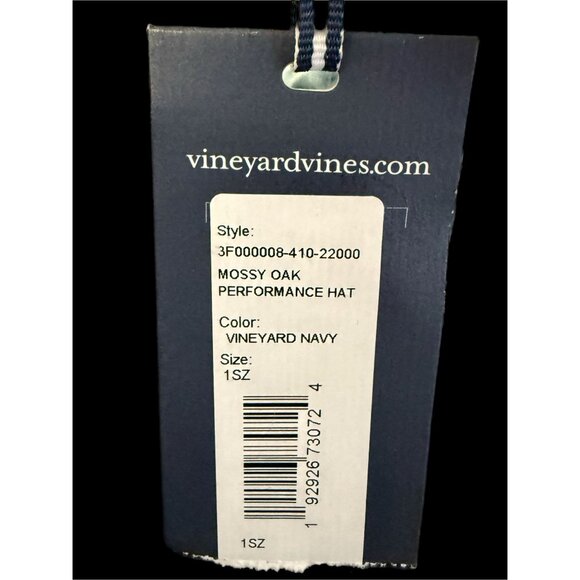 vineyardvines.com
Style:
3F000008-410-22000
MOSSY OAK
PERFORMANCE HAT
Color:
VINEYARD NAVY
Size:
1SZ
1 92926 73072 4
1SZ